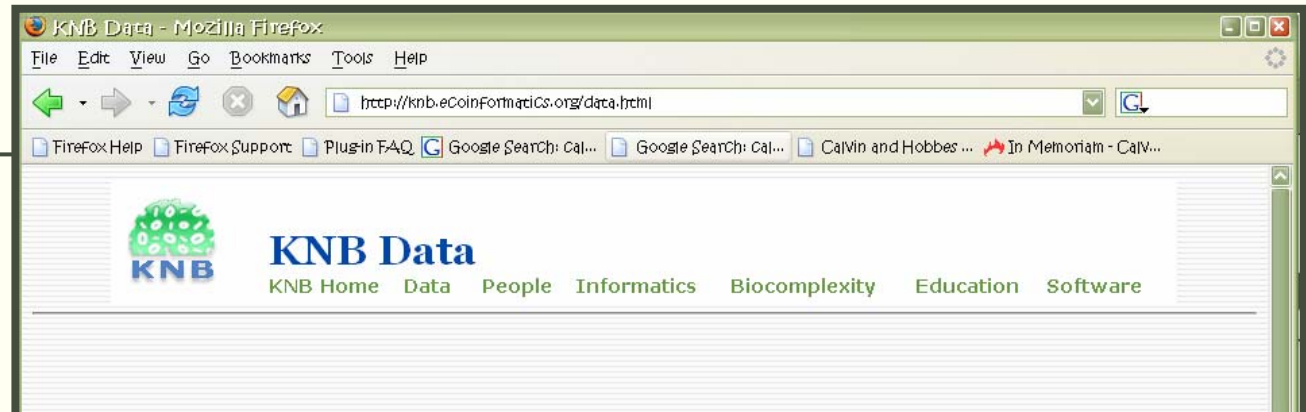 KNB Data - Mozilla Firefox
File Edit View Go Bookmarks Tools Help
http://knb.ecoinformatics.org/data.html G
Firefox Help Firefox Support Plug-in FAQ G Google Search: Cal... Google Search: Cal... Calvin and Hobbes ... In Memoriam - Calv...
KNB
KNB Data
KNB Home Data People Informatics Biocomplexity Education Software